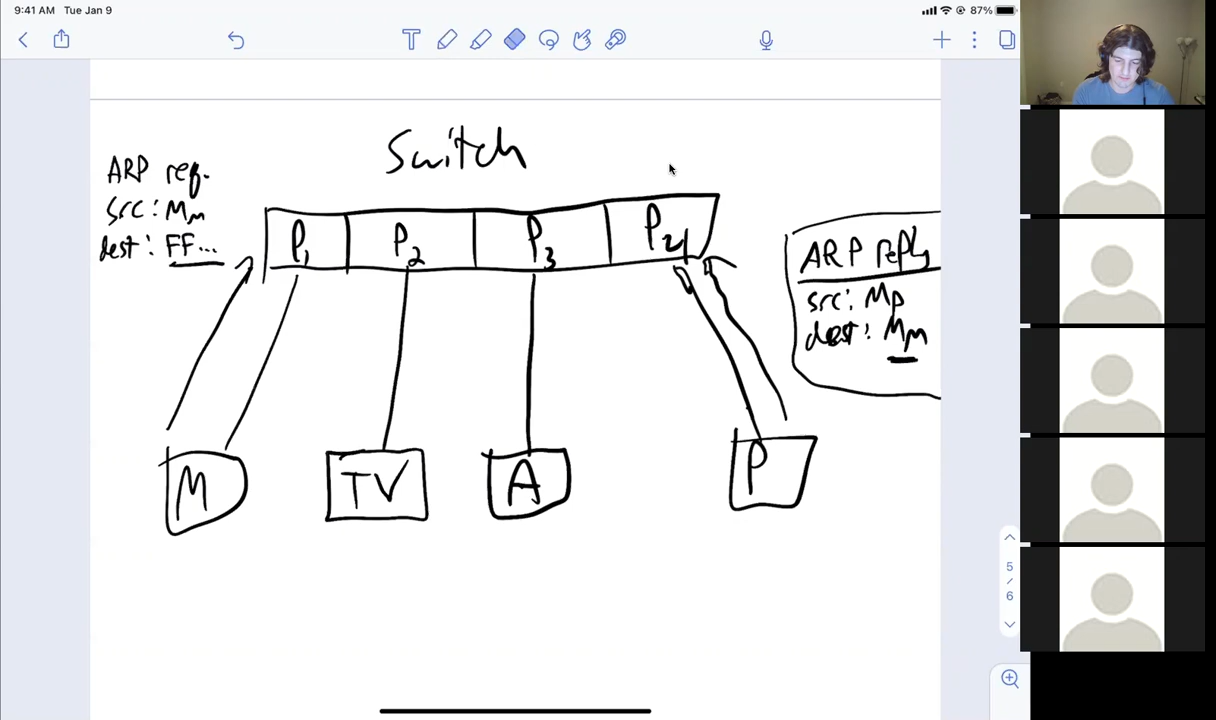 9:41 AM Tue Jan 9
87%
Switch
ARP req.
src: MM
dest: FF...
P1
P2
P3
P4
ARP reply
src: MP
dest: MM
M
TV
A
P
5
/
6